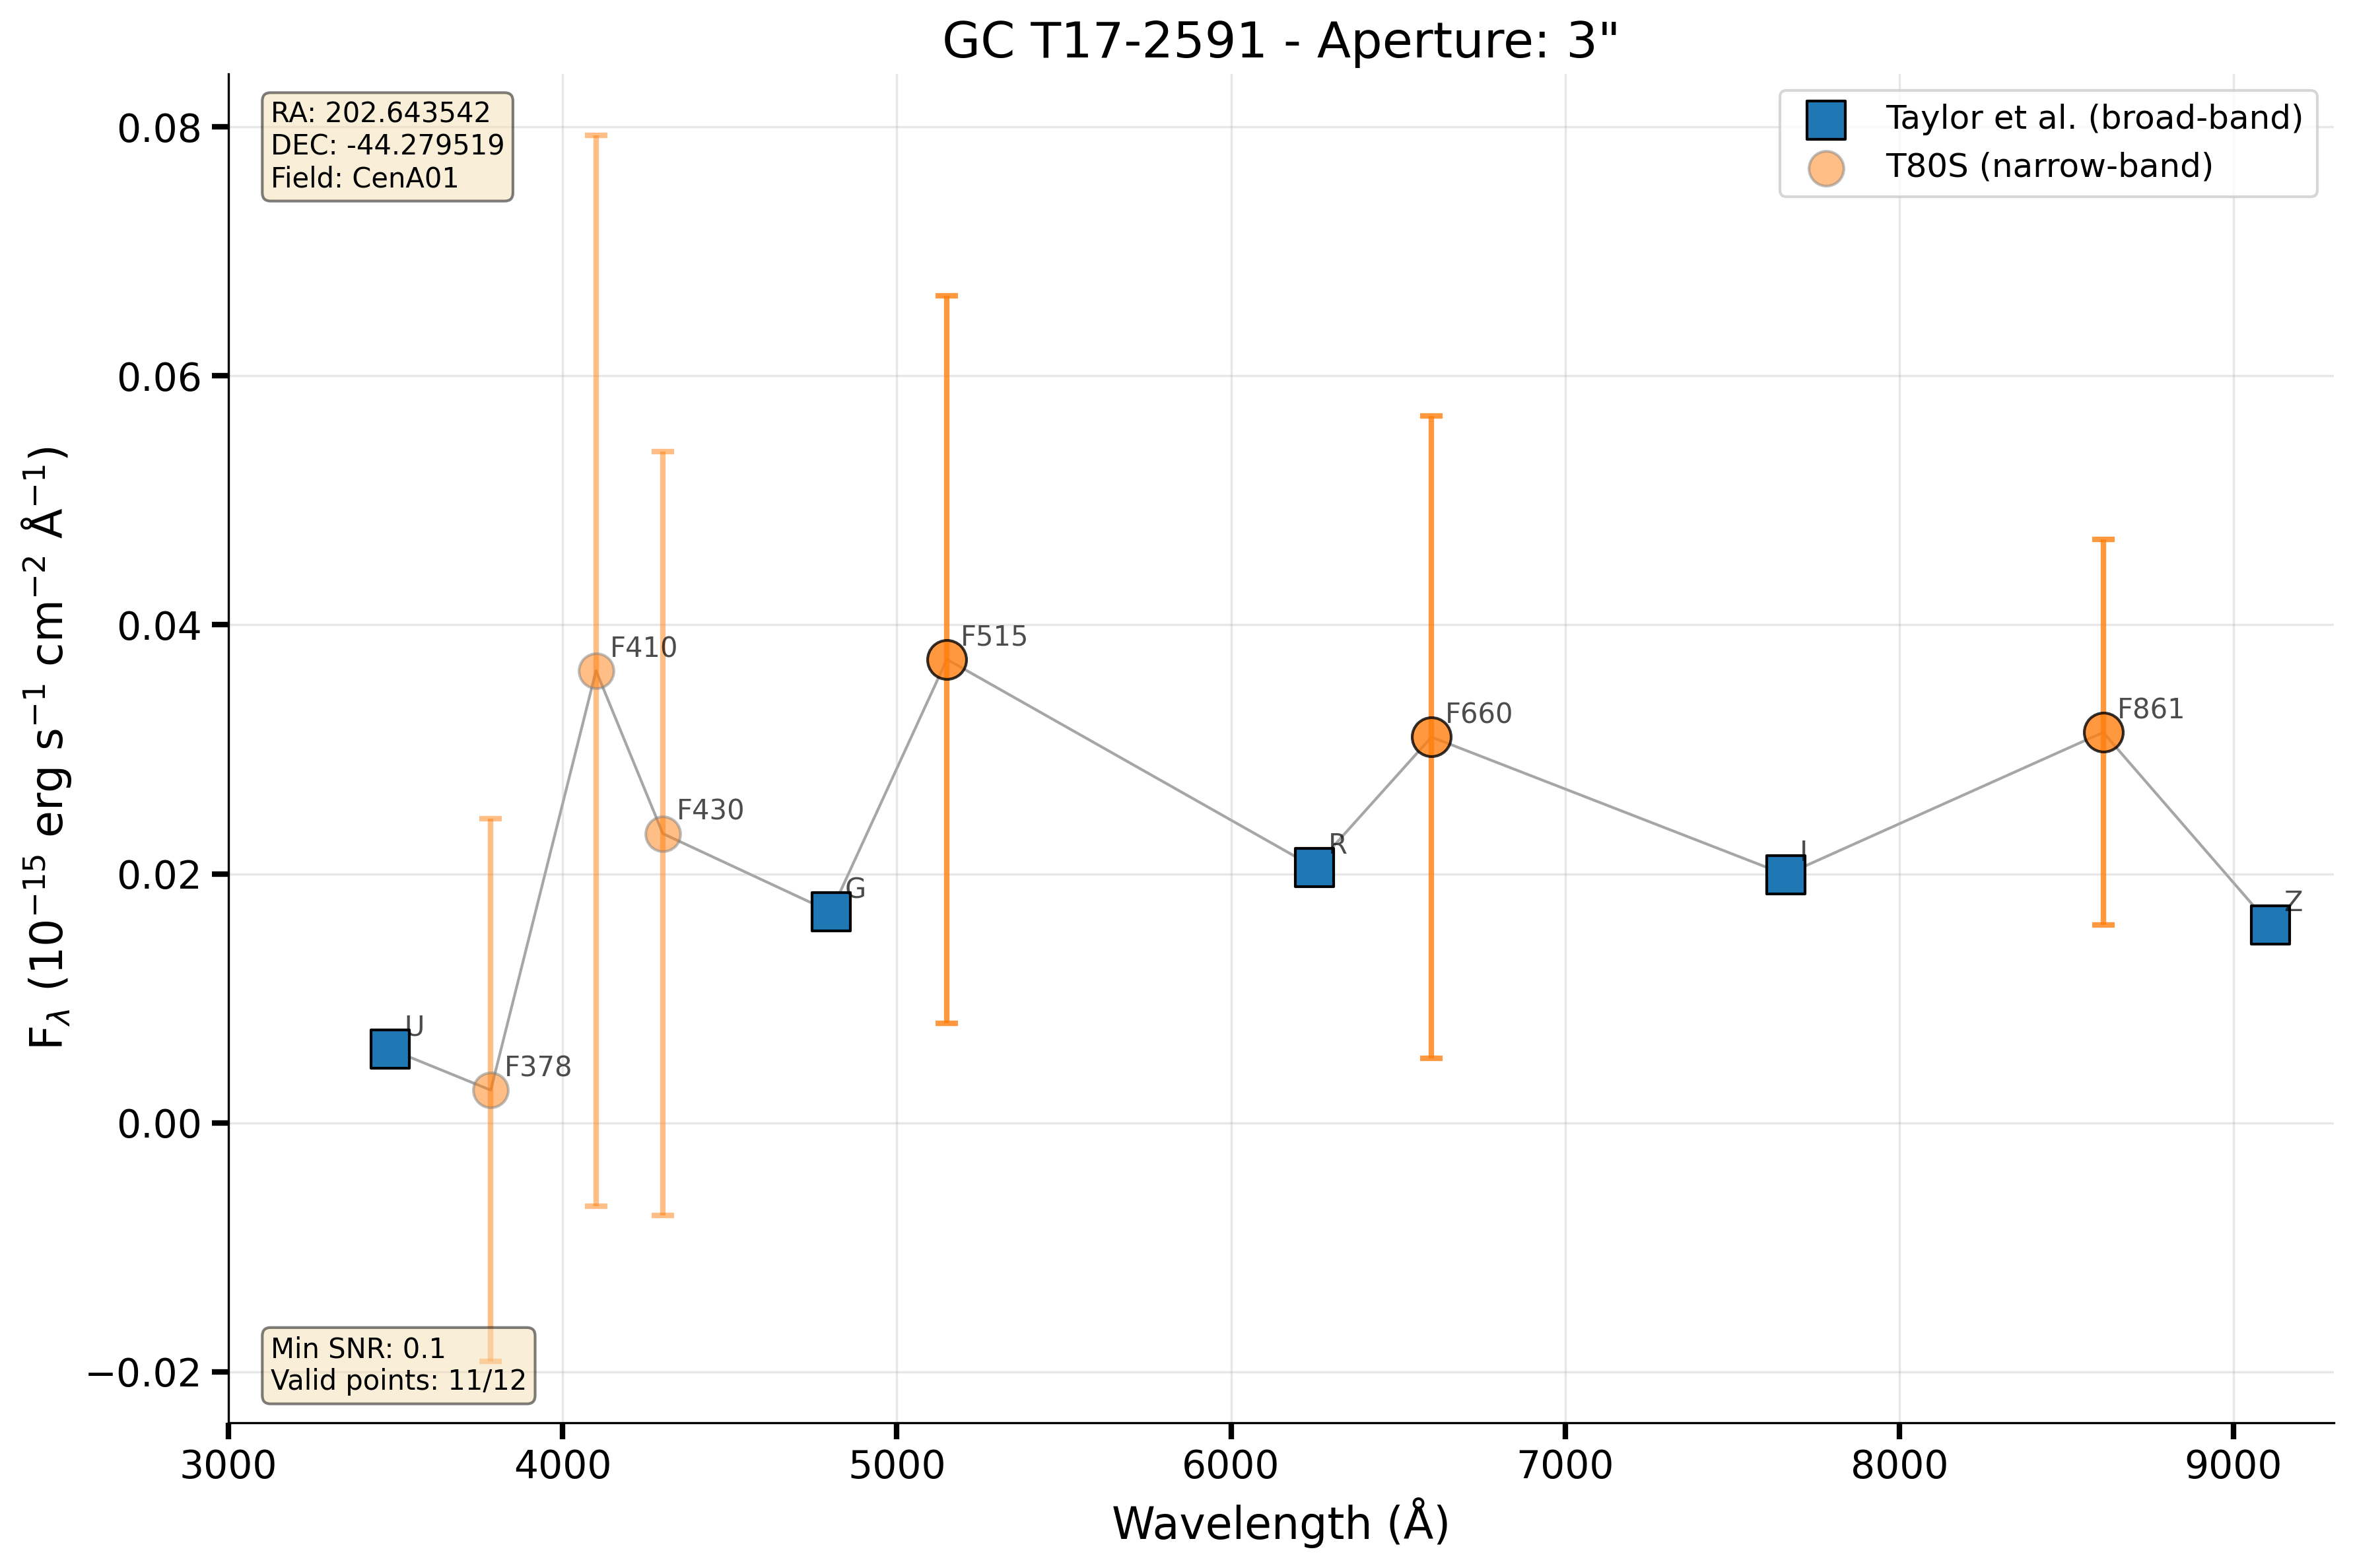 GC T17-2591 - Aperture: 3"
RA: 202.643542
DEC: -44.279519
Field: CenA01
Taylor et al. (broad-band)
T80S (narrow-band)
0.08
0.06
0.04
0.02
0.00
−0.02
F_λ (10⁻¹⁵ erg s⁻¹ cm⁻² Å⁻¹)
U
F378
F410
F430
G
F515
R
F660
I
F861
Z
Min SNR: 0.1
Valid points: 11/12
3000
4000
5000
6000
7000
8000
9000
Wavelength (Å)